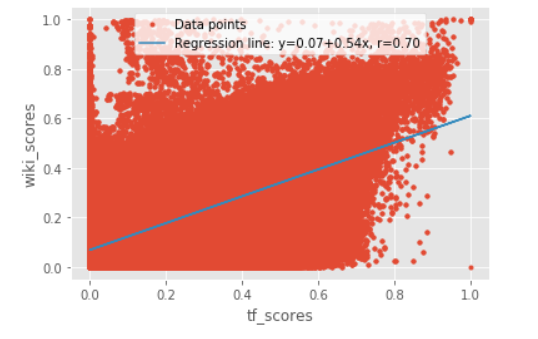 1.0
0.8
0.6
0.4
0.2
0.0
wiki_scores
Data points
Regression line: y=0.07+0.54x, r=0.70
0.0 0.2 0.4 0.6 0.8 1.0
tf_scores